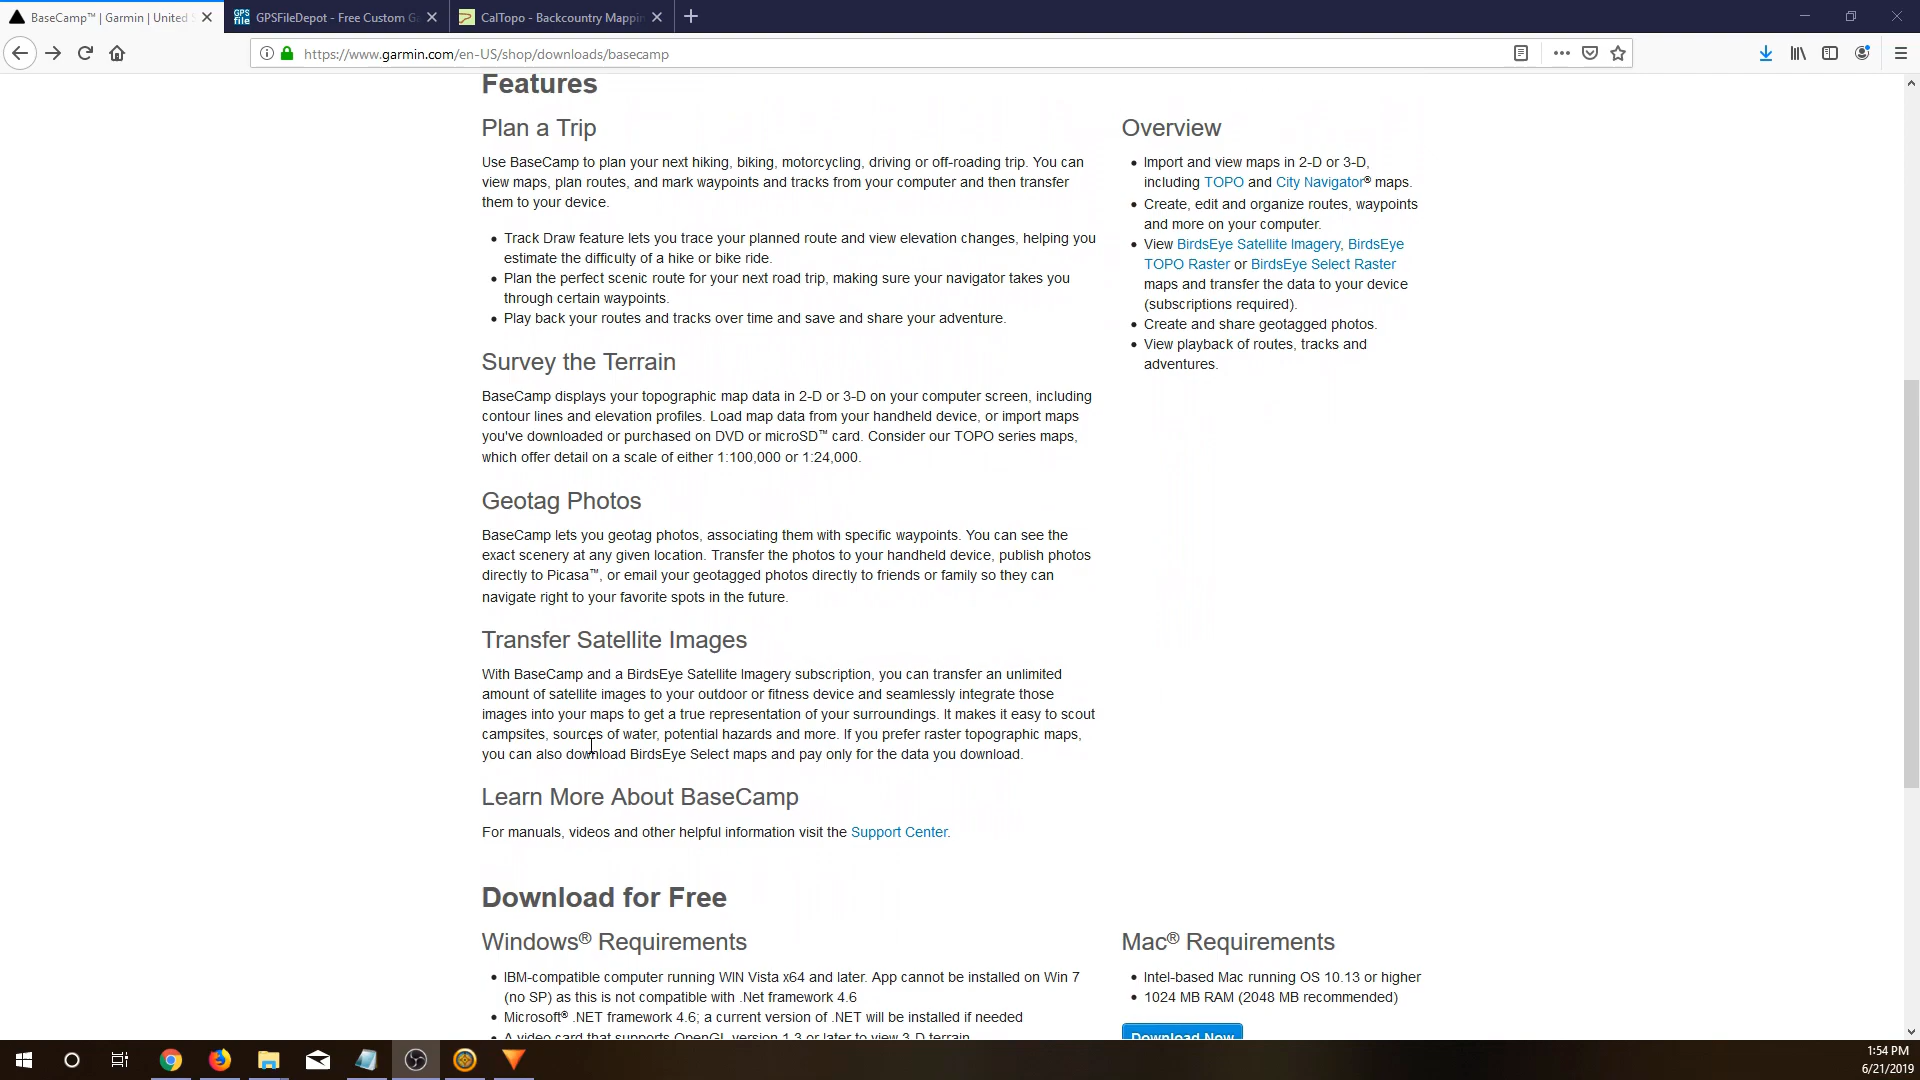 BaseCamp™ | Garmin | United
GPSFileDepot - Free Custom G
CalTopo - Backcountry Mappin
https://www.garmin.com/en-US/shop/downloads/basecamp
Features
Plan a Trip
Use BaseCamp to plan your next hiking, biking, motorcycling, driving or off-roading trip. You can
view maps, plan routes, and mark waypoints and tracks from your computer and then transfer
them to your device.
• Track Draw feature lets you trace your planned route and view elevation changes, helping you
estimate the difficulty of a hike or bike ride.
• Plan the perfect scenic route for your next road trip, making sure your navigator takes you
through certain waypoints.
• Play back your routes and tracks over time and save and share your adventure.
Survey the Terrain
BaseCamp displays your topographic map data in 2-D or 3-D on your computer screen, including
contour lines and elevation profiles. Load map data from your handheld device, or import maps
you've downloaded or purchased on DVD or microSD™ card. Consider our TOPO series maps,
which offer detail on a scale of either 1:100,000 or 1:24,000.
Geotag Photos
BaseCamp lets you geotag photos, associating them with specific waypoints. You can see the
exact scenery at any given location. Transfer the photos to your handheld device, publish photos
directly to Picasa™, or email your geotagged photos directly to friends or family so they can
navigate right to your favorite spots in the future.
Transfer Satellite Images
With BaseCamp and a BirdsEye Satellite Imagery subscription, you can transfer an unlimited
amount of satellite images to your outdoor or fitness device and seamlessly integrate those
images into your maps to get a true representation of your surroundings. It makes it easy to scout
campsites, sources of water, potential hazards and more. If you prefer raster topographic maps,
you can also download BirdsEye Select maps and pay only for the data you download.
Learn More About BaseCamp
For manuals, videos and other helpful information visit the Support Center.
Overview
• Import and view maps in 2-D or 3-D,
including TOPO and City Navigator® maps.
• Create, edit and organize routes, waypoints
and more on your computer.
• View BirdsEye Satellite Imagery, BirdsEye
TOPO Raster or BirdsEye Select Raster
maps and transfer the data to your device
(subscriptions required).
• Create and share geotagged photos.
• View playback of routes, tracks and
adventures.
Download for Free
Windows® Requirements
• IBM-compatible computer running WIN Vista x64 and later. App cannot be installed on Win 7
(no SP) as this is not compatible with .Net framework 4.6
• Microsoft® .NET framework 4.6; a current version of .NET will be installed if needed
• A video card that supports OpenGL version 1.3 or later to view 3-D terrain
Mac® Requirements
• Intel-based Mac running OS 10.13 or higher
• 1024 MB RAM (2048 MB recommended)
Download Now
1:54 PM
6/21/2019